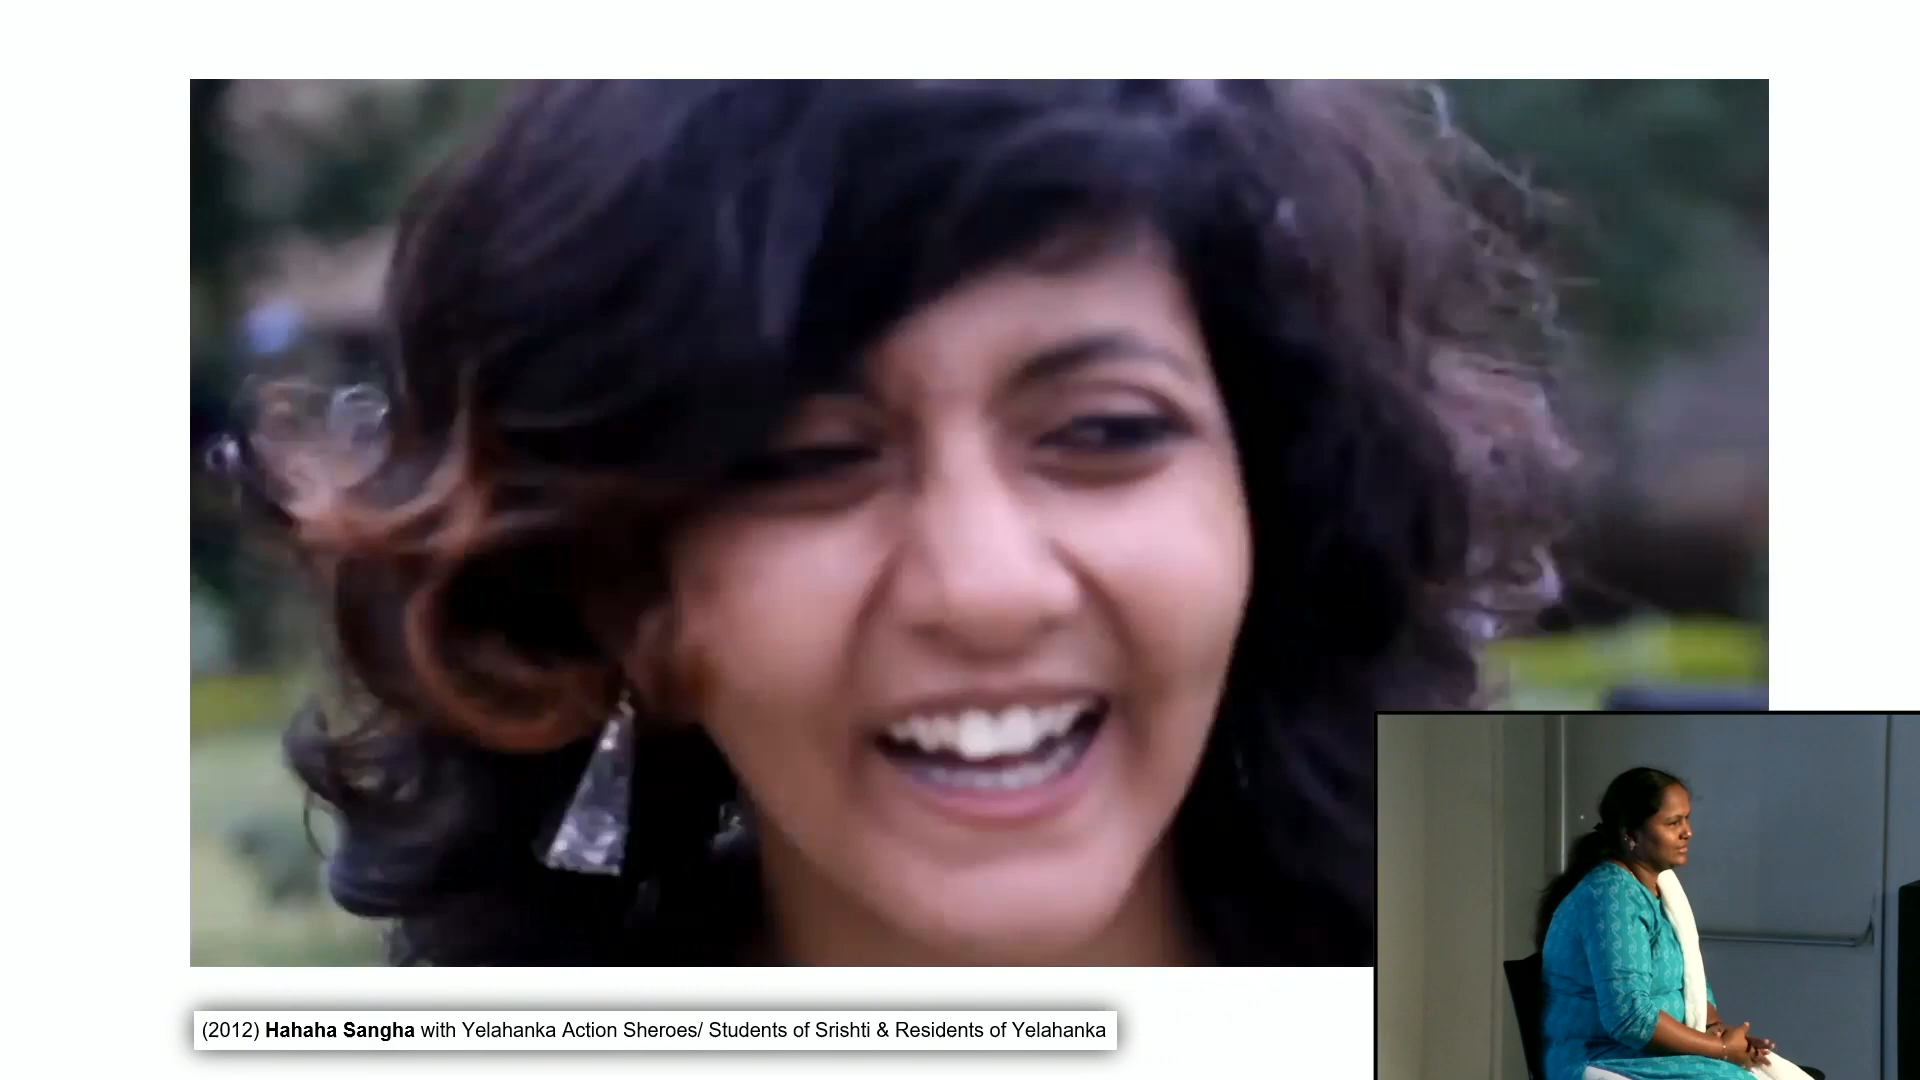 (2012) Hahaha Sangha with Yelahanka Action Sheroes/ Students of Srishti & Residents of Yelahanka